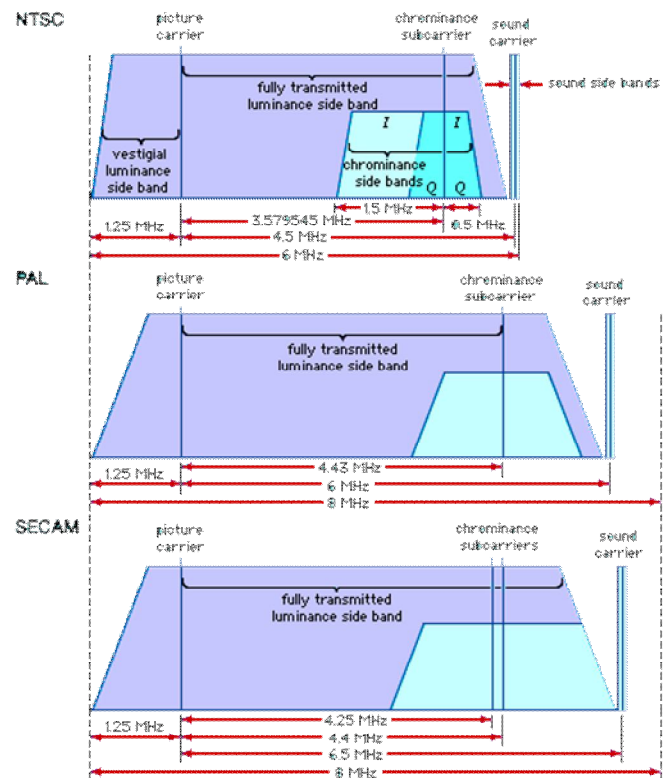 NTSC
picture
carrier
chrominance
subcarrier
sound
carrier
fully transmitted
luminance side band
sound side bands
I
I
vestigial
luminance
side band
chrominance
side bands
Q
Q
1.5 MHz
1.25 MHz
3.579545 MHz
0.5 MHz
4.5 MHz
6 MHz
PAL
picture
carrier
chrominance
subcarrier
sound
carrier
fully transmitted
luminance side band
1.25 MHz
4.43 MHz
6 MHz
8 MHz
SECAM
picture
carrier
chrominance
subcarriers
sound
carrier
fully transmitted
luminance side band
1.25 MHz
4.25 MHz
4.4 MHz
6.5 MHz
8 MHz